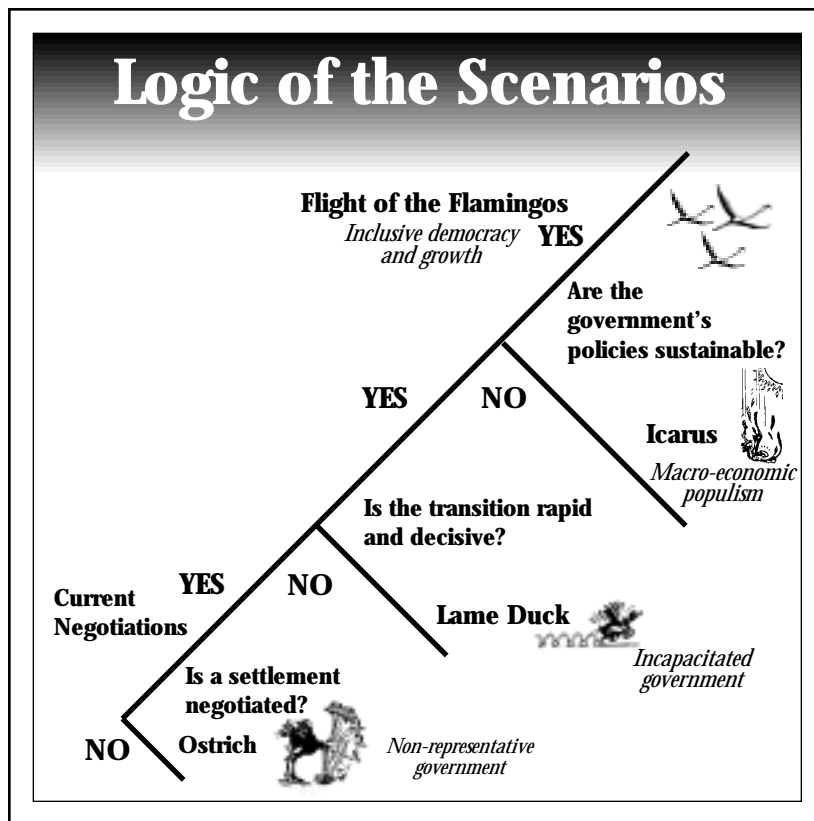 Logic of the Scenarios
Flight of the Flamingos
Inclusive democracy
and growth
YES
Are the
government's
policies sustainable?
YES
NO
Icarus
Macro-economic
populism
Is the transition rapid
and decisive?
YES
NO
Current
Negotiations
Lame Duck
Incapacitated
government
Is a settlement
negotiated?
NO
Ostrich
Non-representative
government